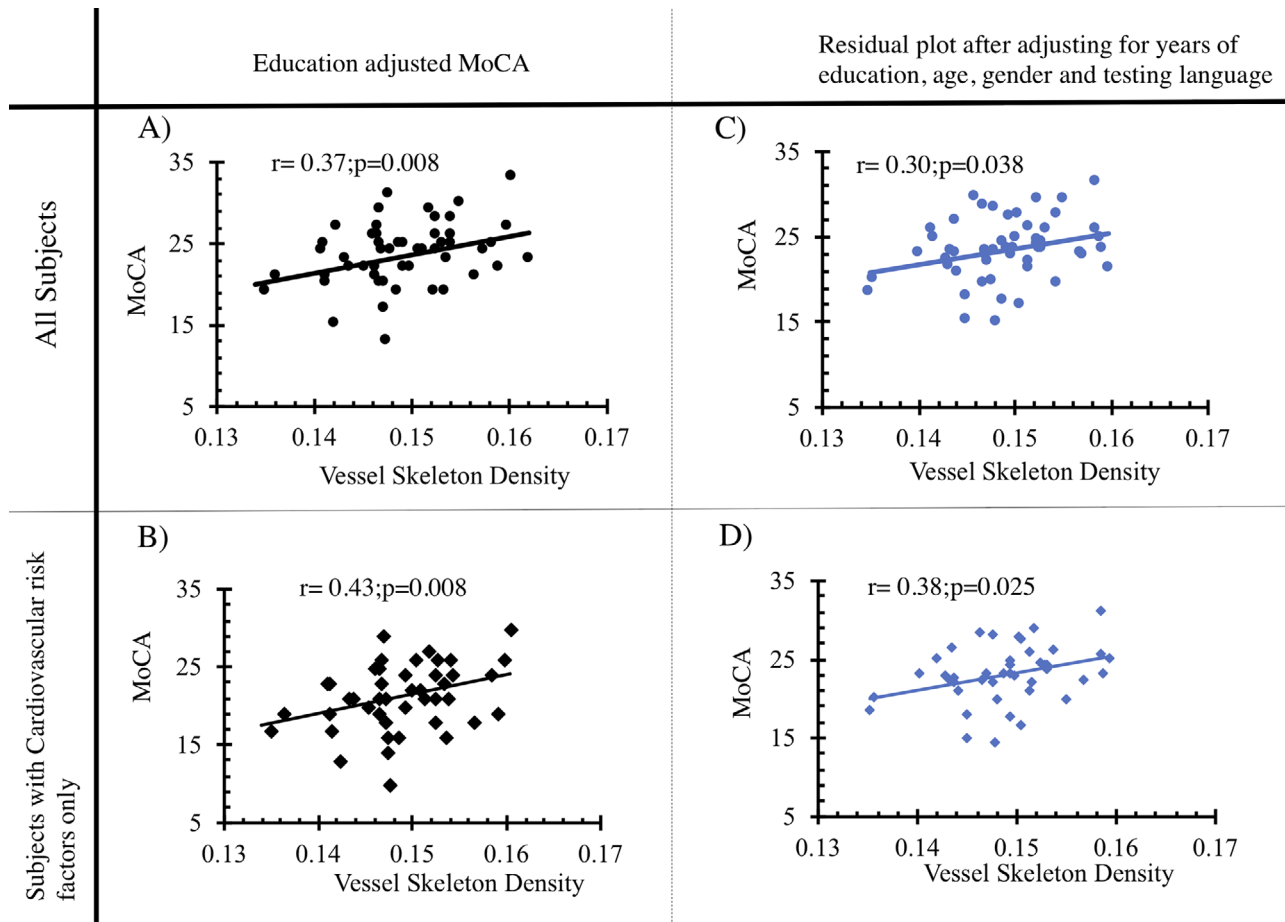 Education adjusted MoCA
Residual plot after adjusting for years of
education, age, gender and testing language
All Subjects
A)
r= 0.37;p=0.008
35
25
15
5
MoCA
0.13 0.14 0.15 0.16 0.17
Vessel Skeleton Density
C)
r= 0.30;p=0.038
35
25
15
5
MoCA
0.13 0.14 0.15 0.16 0.17
Vessel Skeleton Density
Subjects with Cardiovascular risk
factors only
B)
r= 0.43;p=0.008
35
25
15
5
MoCA
0.13 0.14 0.15 0.16 0.17
Vessel Skeleton Density
D)
r= 0.38;p=0.025
35
25
15
5
MoCA
0.13 0.14 0.15 0.16 0.17
Vessel Skeleton Density